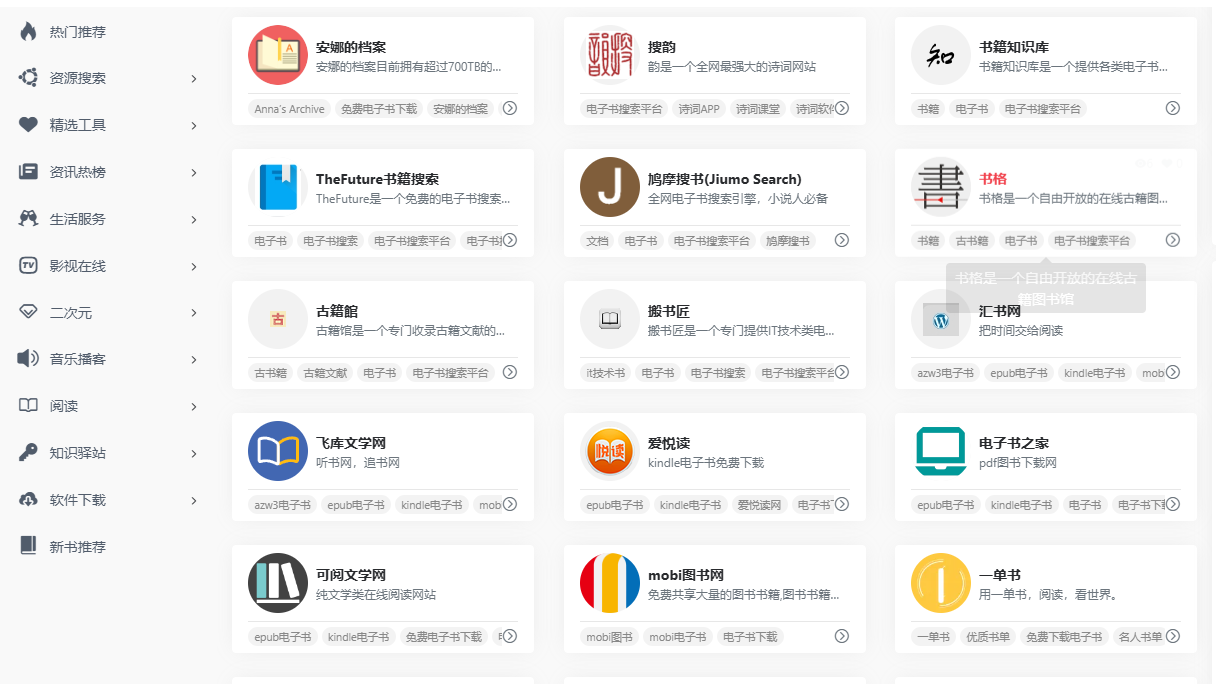 热门推荐
资源搜索
精选工具
资讯热榜
生活服务
影视在线
二次元
音乐播客
阅读
知识驿站
软件下载
新书推荐
安娜的档案
安娜的档案目前拥有超过700TB的...
Anna's Archive 免费电子书下载 安娜的档案
搜韵
韵是一个全网最强大的诗词网站
电子书搜索平台 诗词APP 诗词课堂 诗词软件
书籍知识库
书籍知识库是一个提供各类电子书...
书籍 电子书 电子书搜索平台
TheFuture书籍搜索
TheFuture是一个免费的电子书搜索...
电子书 电子书搜索 电子书搜索平台 电子书
J
鸠摩搜书(Jiumo Search)
全网电子书搜索引擎，小说人必备
文档 电子书 电子书搜索平台 鸠摩搜书
書
书格
书格是一个自由开放的在线古籍图...
书籍 古书籍 电子书 电子书搜索平台
书格是一个自由开放的在线古
籍图书馆
古
古籍館
古籍馆是一个专门收录古籍文献的...
古书籍 古籍文献 电子书 电子书搜索平台
搬书匠
搬书匠是一个专门提供IT技术类电...
it技术书 电子书 电子书搜索 电子书搜索平台
汇书网
把时间交给阅读
azw3电子书 epub电子书 kindle电子书 mob
飞库文学网
听书网，追书网
azw3电子书 epub电子书 kindle电子书 mob
悦读
爱悦读
kindle电子书免费下载
epub电子书 kindle电子书 爱悦读网 电子书下
电子书之家
pdf图书下载网
epub电子书 kindle电子书 电子书 电子书下载
可阅文学网
纯文学类在线阅读网站
epub电子书 kindle电子书 免费电子书下载
mobi图书网
免费共享大量的图书书籍,图书书籍...
mobi图书 mobi电子书 电子书下载
一单书
用一单书，阅读，看世界。
一单书 优质书单 免费下载电子书 名人书单